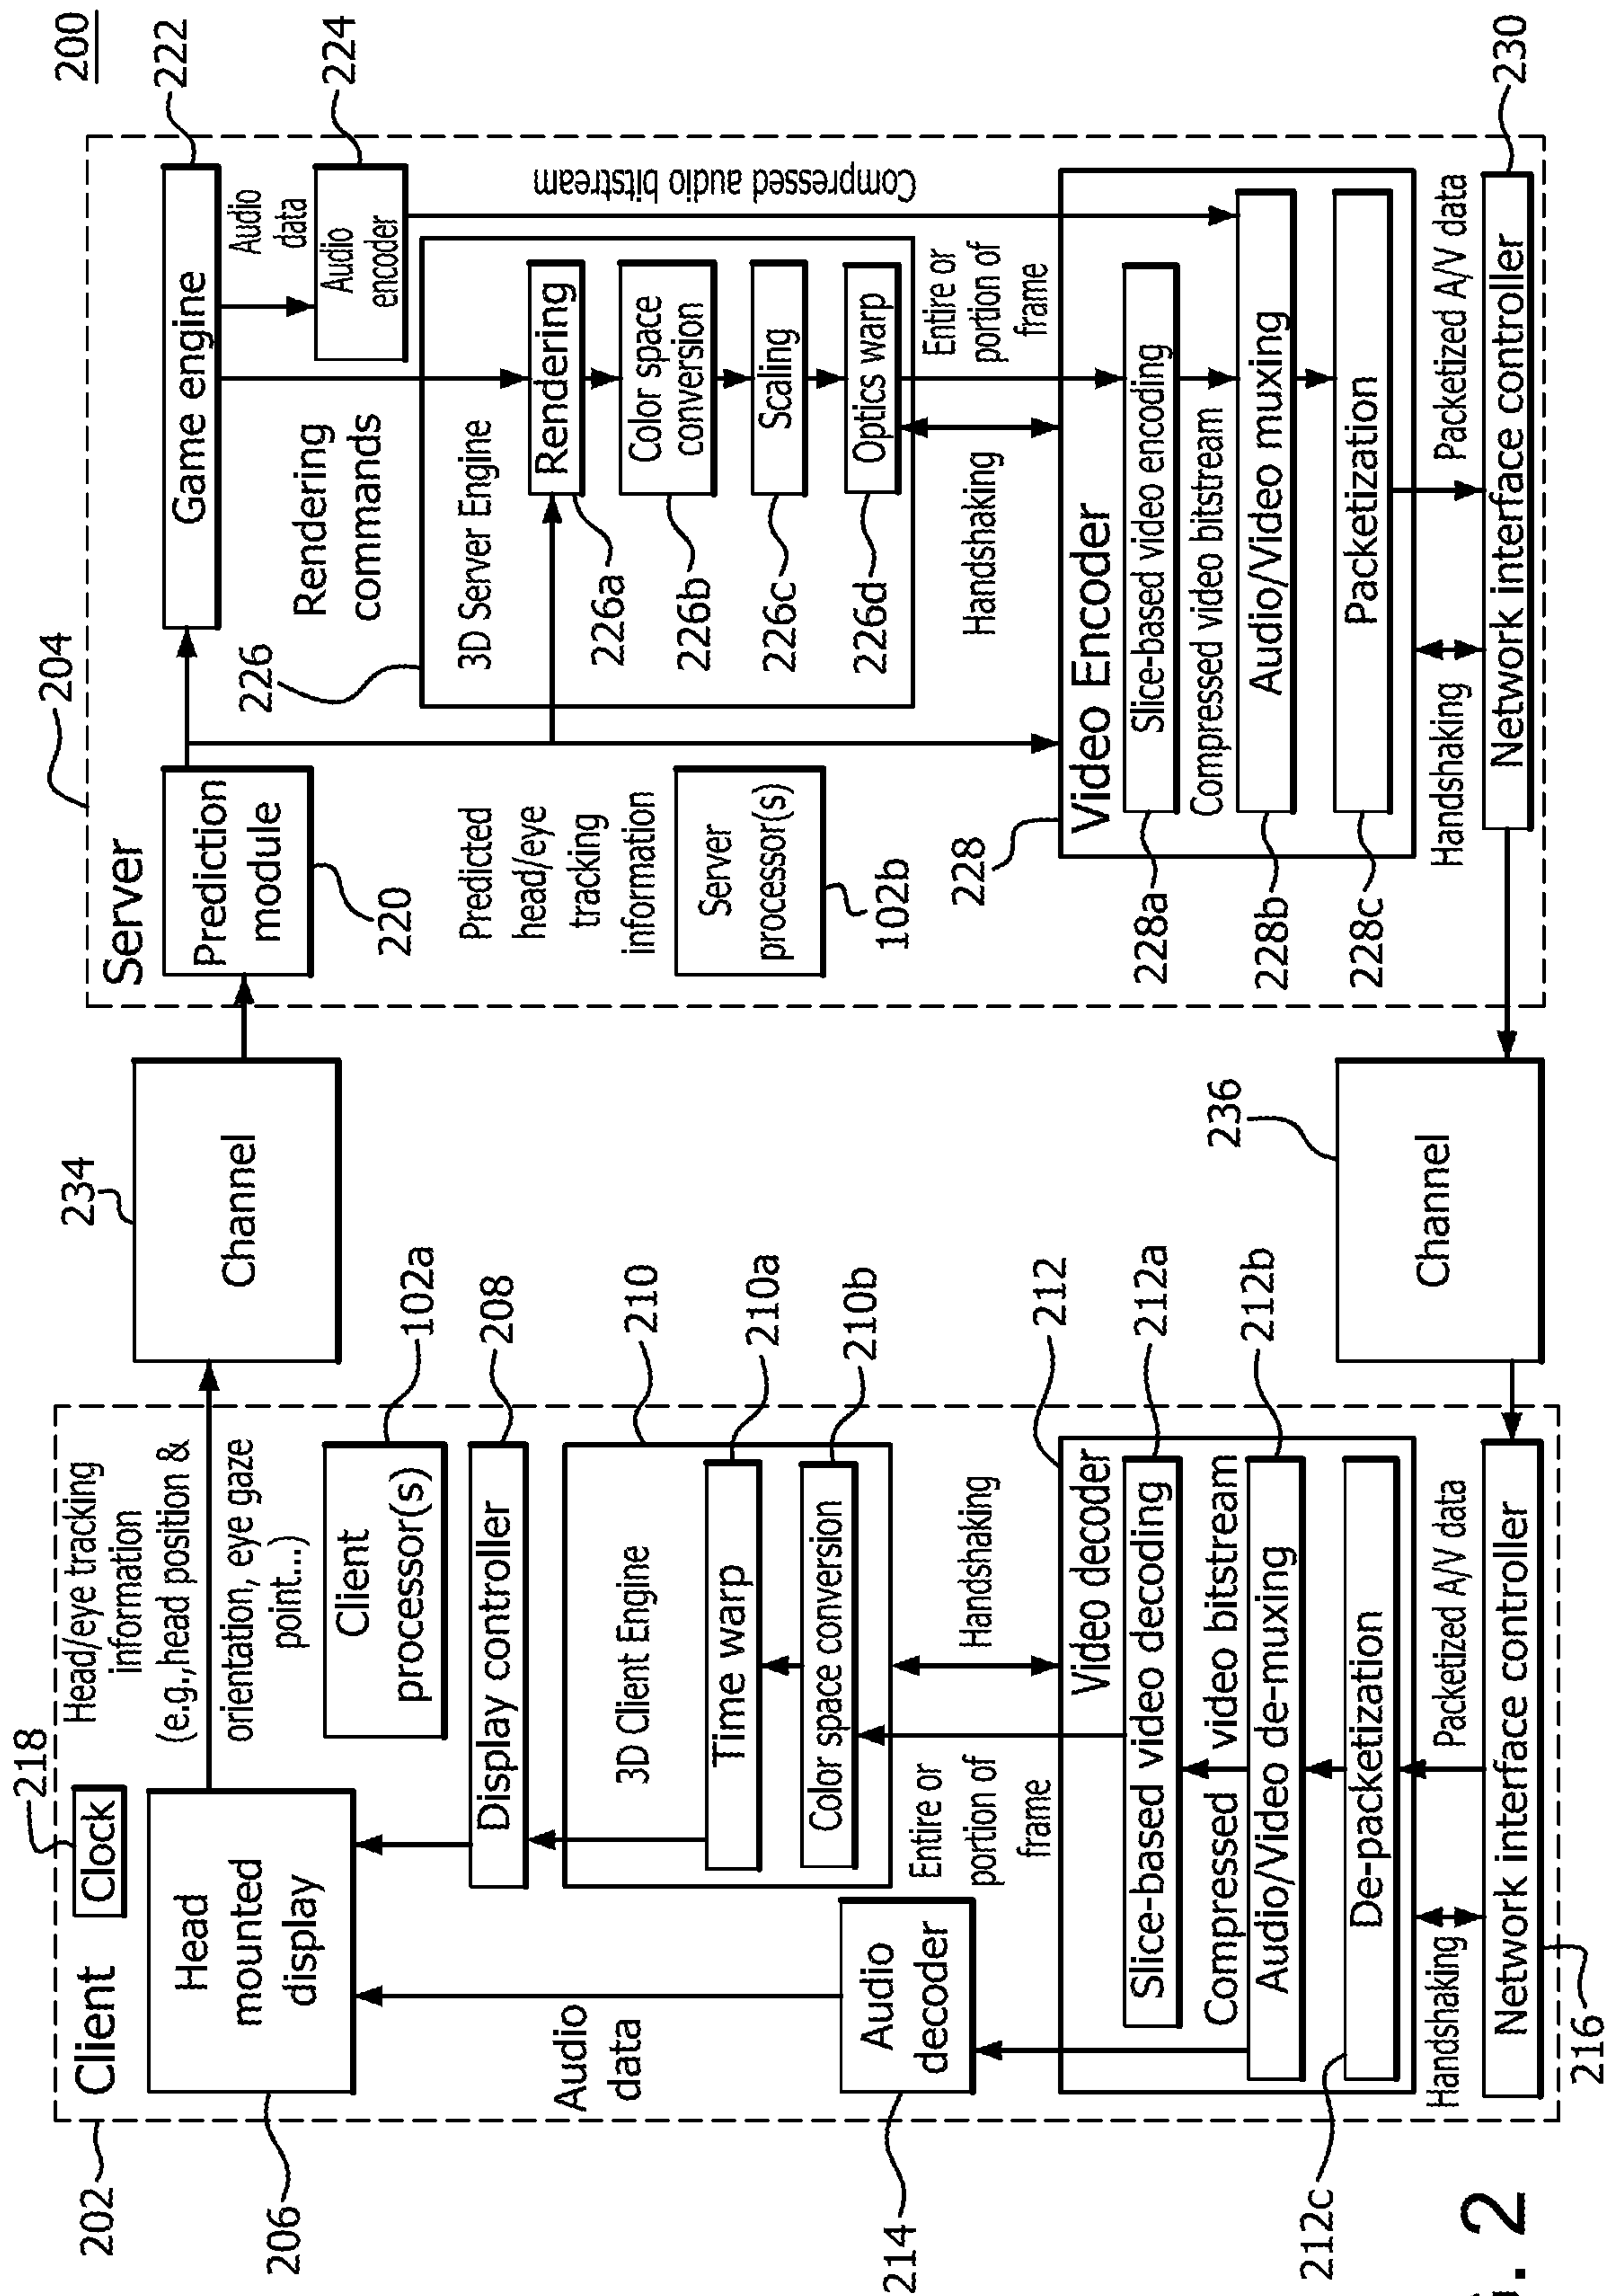 200
202
Client
218
Clock
Head
mounted
display
206
Head/eye tracking
information
(e.g.,head position &
orientation, eye gaze
point...)
Client
processor(s)
102a
Display controller
208
3D Client Engine
210
Time warp
210a
Color space conversion
210b
Audio
data
Audio
decoder
214
Entire or
portion of
frame
Handshaking
Video decoder
212
Slice-based video decoding
212a
Compressed video bitstream
Audio/Video de-muxing
212b
De-packetization
212c
Handshaking
Packetized A/V data
Network interface controller
216
234
Channel
236
Channel
204
Server
Prediction
module
220
Game engine
222
Audio
data
Audio
encoder
224
Rendering
commands
Compressed audio bitstream
226
3D Server Engine
Rendering
226a
Color space
conversion
226b
Scaling
226c
Optics warp
226d
Predicted
head/eye
tracking
information
Server
processor(s)
102b
Handshaking
Entire or
portion of
frame
228
Video Encoder
Slice-based video encoding
228a
Compressed video bitstream
Audio/Video muxing
228b
Packetization
228c
Handshaking
Packetized A/V data
Network interface controller
230
2